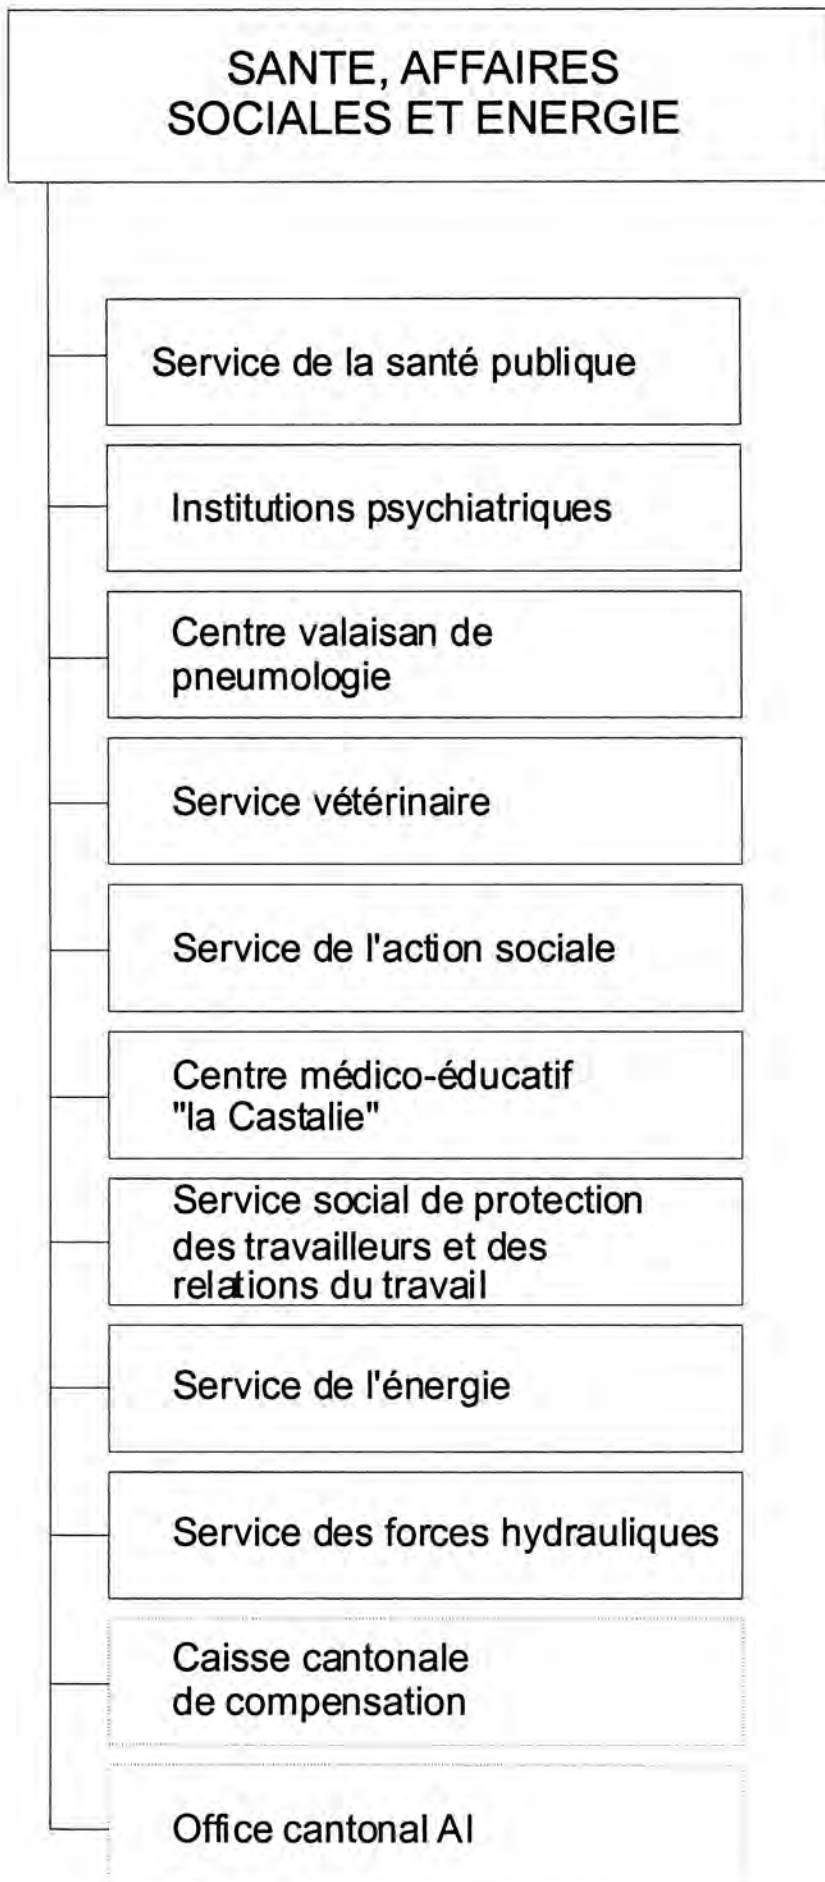 SANTE, AFFAIRES
SOCIALES ET ENERGIE
Service de la santé publique
Institutions psychiatriques
Centre valaisan de
pneumologie
Service vétérinaire
Service de l'action sociale
Centre médico-éducatif
"la Castalie"
Service social de protection
des travailleurs et des
relations du travail
Service de l'énergie
Service des forces hydrauliques
Caisse cantonale
de compensation
Office cantonal AI